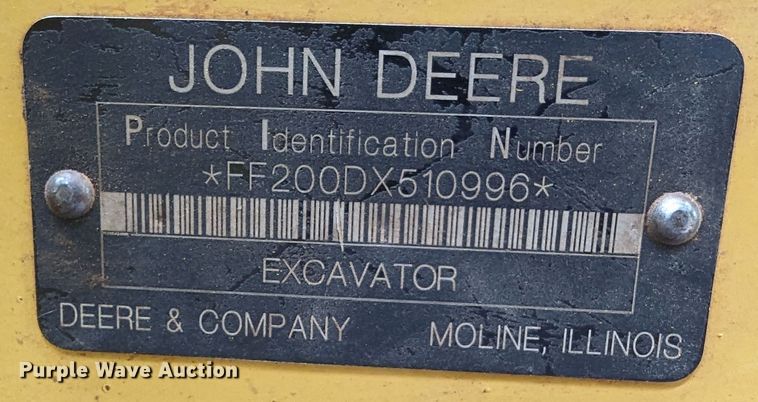 JOHN DEERE
Product Identification Number
*FF200DX510996*
EXCAVATOR
DEERE & COMPANY MOLINE, ILLINOIS
Purple Wave Auction